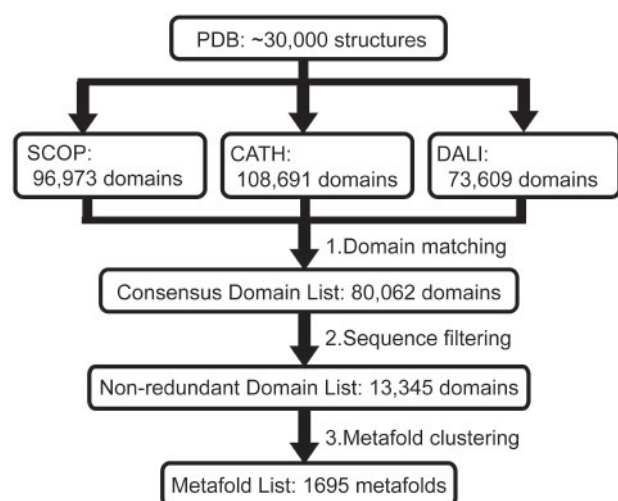 PDB: ~30,000 structures
SCOP:
96,973 domains
CATH:
108,691 domains
DALI:
73,609 domains
1.Domain matching
Consensus Domain List: 80,062 domains
2.Sequence filtering
Non-redundant Domain List: 13,345 domains
3.Metafold clustering
Metafold List: 1695 metafolds